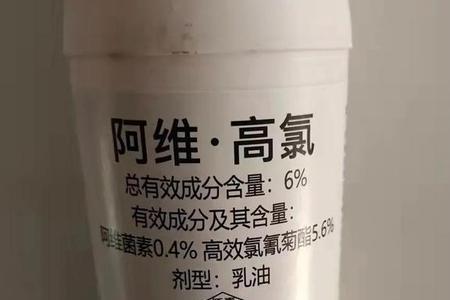 阿维·高氯
总有效成分含量：6%
有效成分及其含量：
阿维菌素0.4% 高效氯氰菊酯5.6%
剂型：乳油